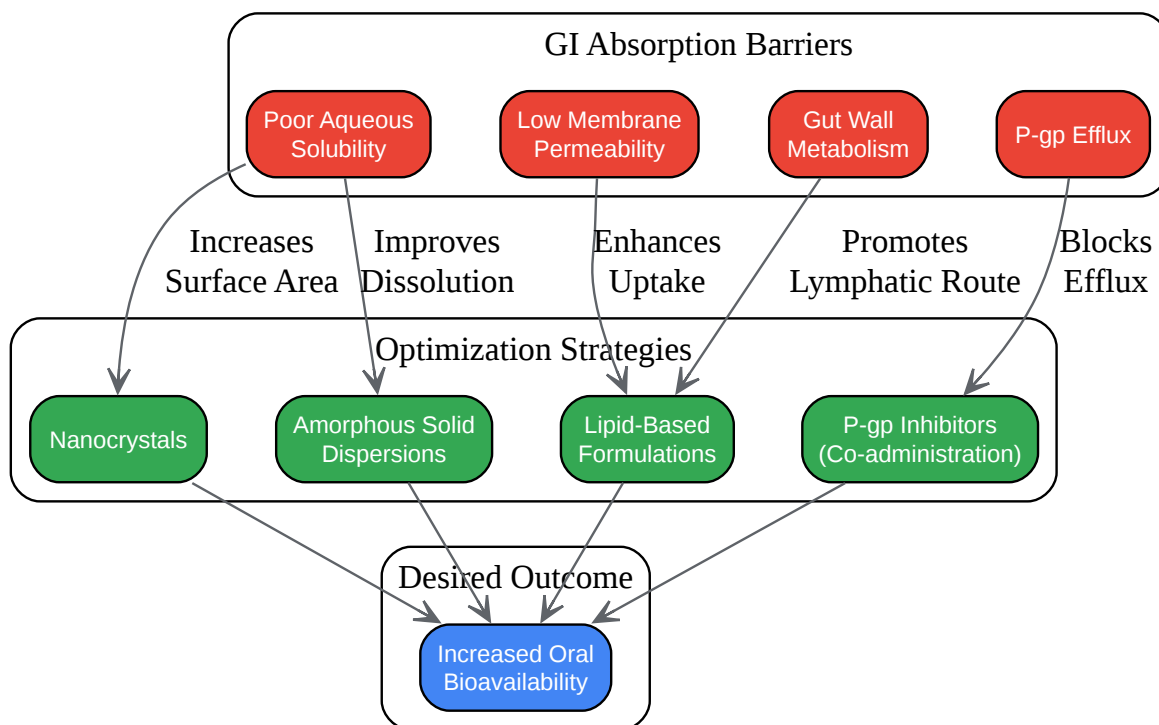 GI Absorption Barriers
Poor Aqueous
Solubility
Low Membrane
Permeability
Gut Wall
Metabolism
P-gp Efflux
Increases
Surface Area
Improves
Dissolution
Enhances
Uptake
Promotes
Lymphatic Route
Blocks
Efflux
Optimization Strategies
Nanocrystals
Amorphous Solid
Dispersions
Lipid-Based
Formulations
P-gp Inhibitors
(Co-administration)
Desired Outcome
Increased Oral
Bioavailability